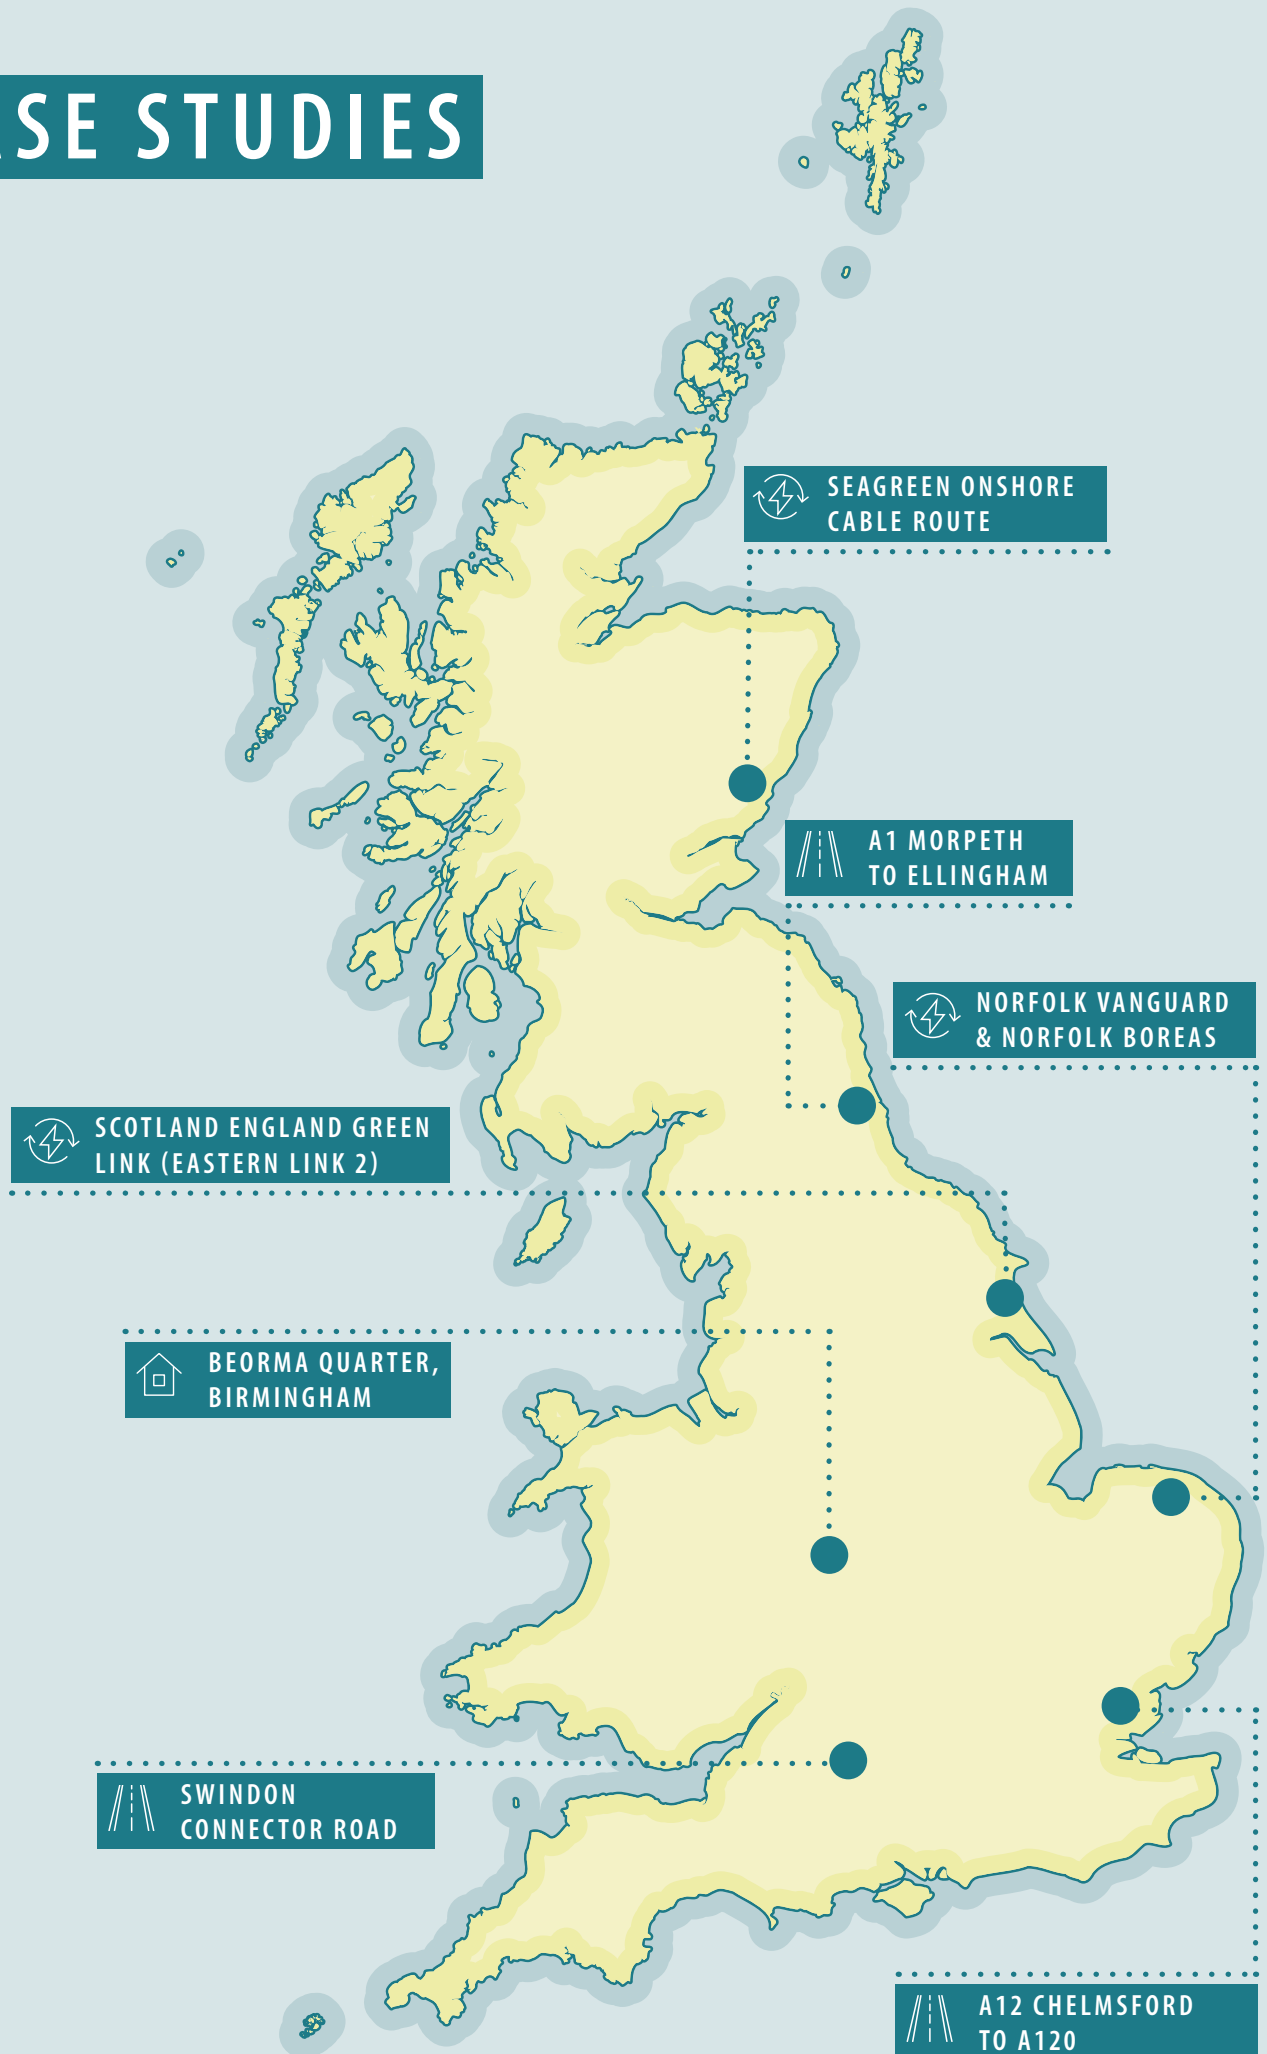 ASE STUDIES
SEAGREEN ONSHORE
CABLE ROUTE
A1 MORPETH
TO ELLINGHAM
NORFOLK VANGUARD
& NORFOLK BOREAS
SCOTLAND ENGLAND GREEN
LINK (EASTERN LINK 2)
BEORMA QUARTER,
BIRMINGHAM
SWINDON
CONNECTOR ROAD
A12 CHELMSFORD
TO A120